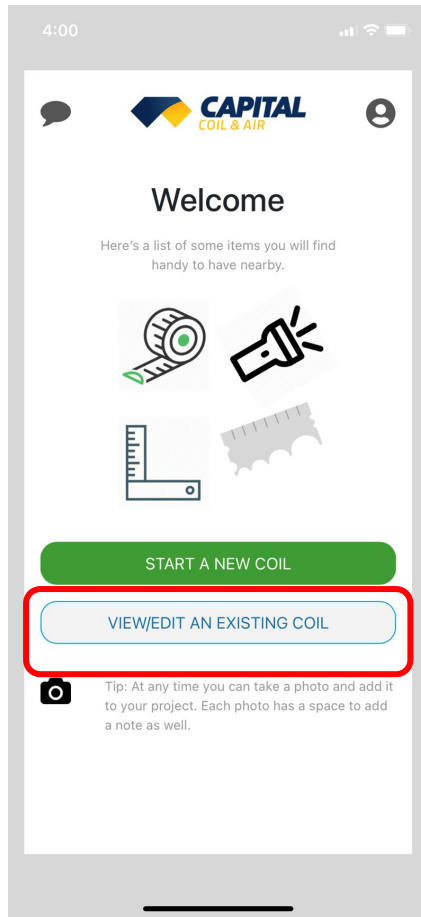 4:00
CAPITAL
COIL & AIR
Welcome
Here's a list of some items you will find
handy to have nearby.
START A NEW COIL
VIEW/EDIT AN EXISTING COIL
Tip: At any time you can take a photo and add it
to your project. Each photo has a space to add
a note as well.